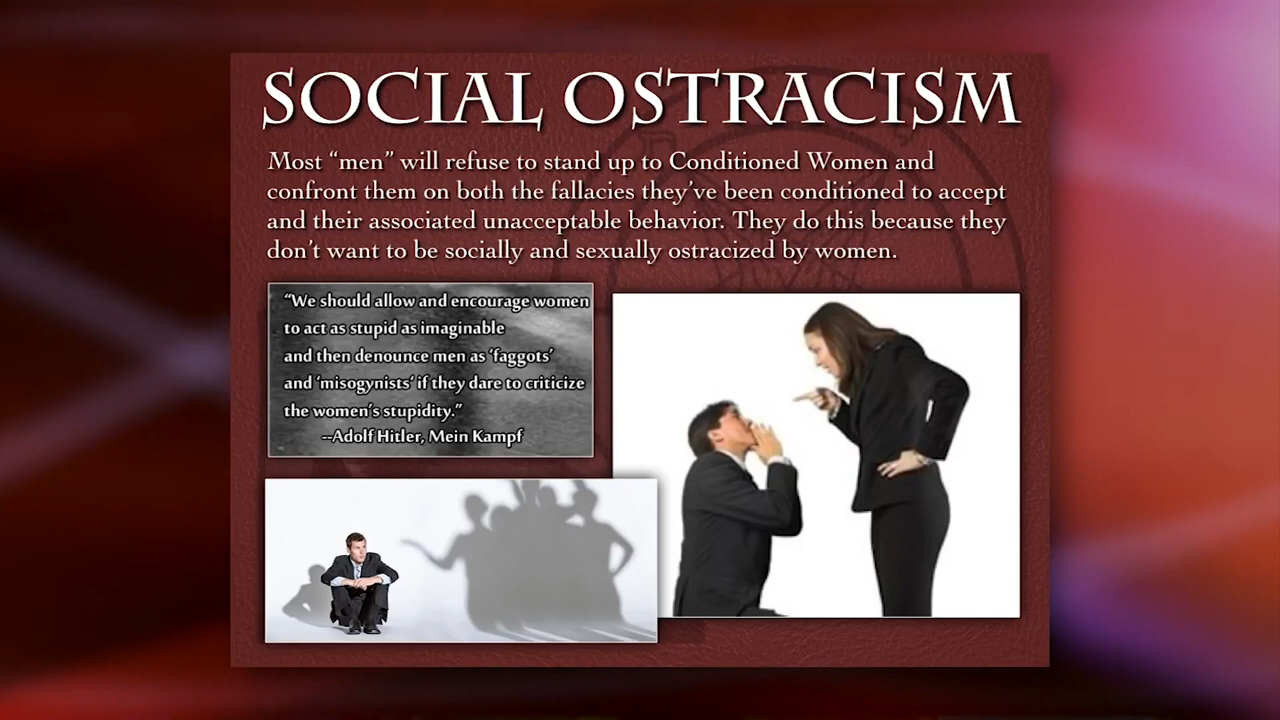 SOCIAL OSTRACISM
Most “men” will refuse to stand up to Conditioned Women and
confront them on both the fallacies they’ve been conditioned to accept
and their associated unacceptable behavior. They do this because they
don’t want to be socially and sexually ostracized by women.
“We should allow and encourage women
to act as stupid as imaginable
and then denounce men as ‘faggots’
and ‘misogynists’ if they dare to criticize
the women’s stupidity.”
--Adolf Hitler, Mein Kampf